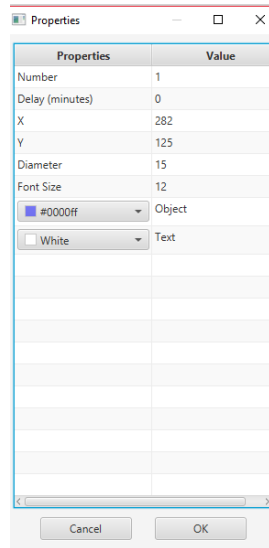 Properties
Properties Value
Number 1
Delay (minutes) 0
X 282
Y 125
Diameter 15
Font Size 12
#0000ff Object
White Text
Cancel OK